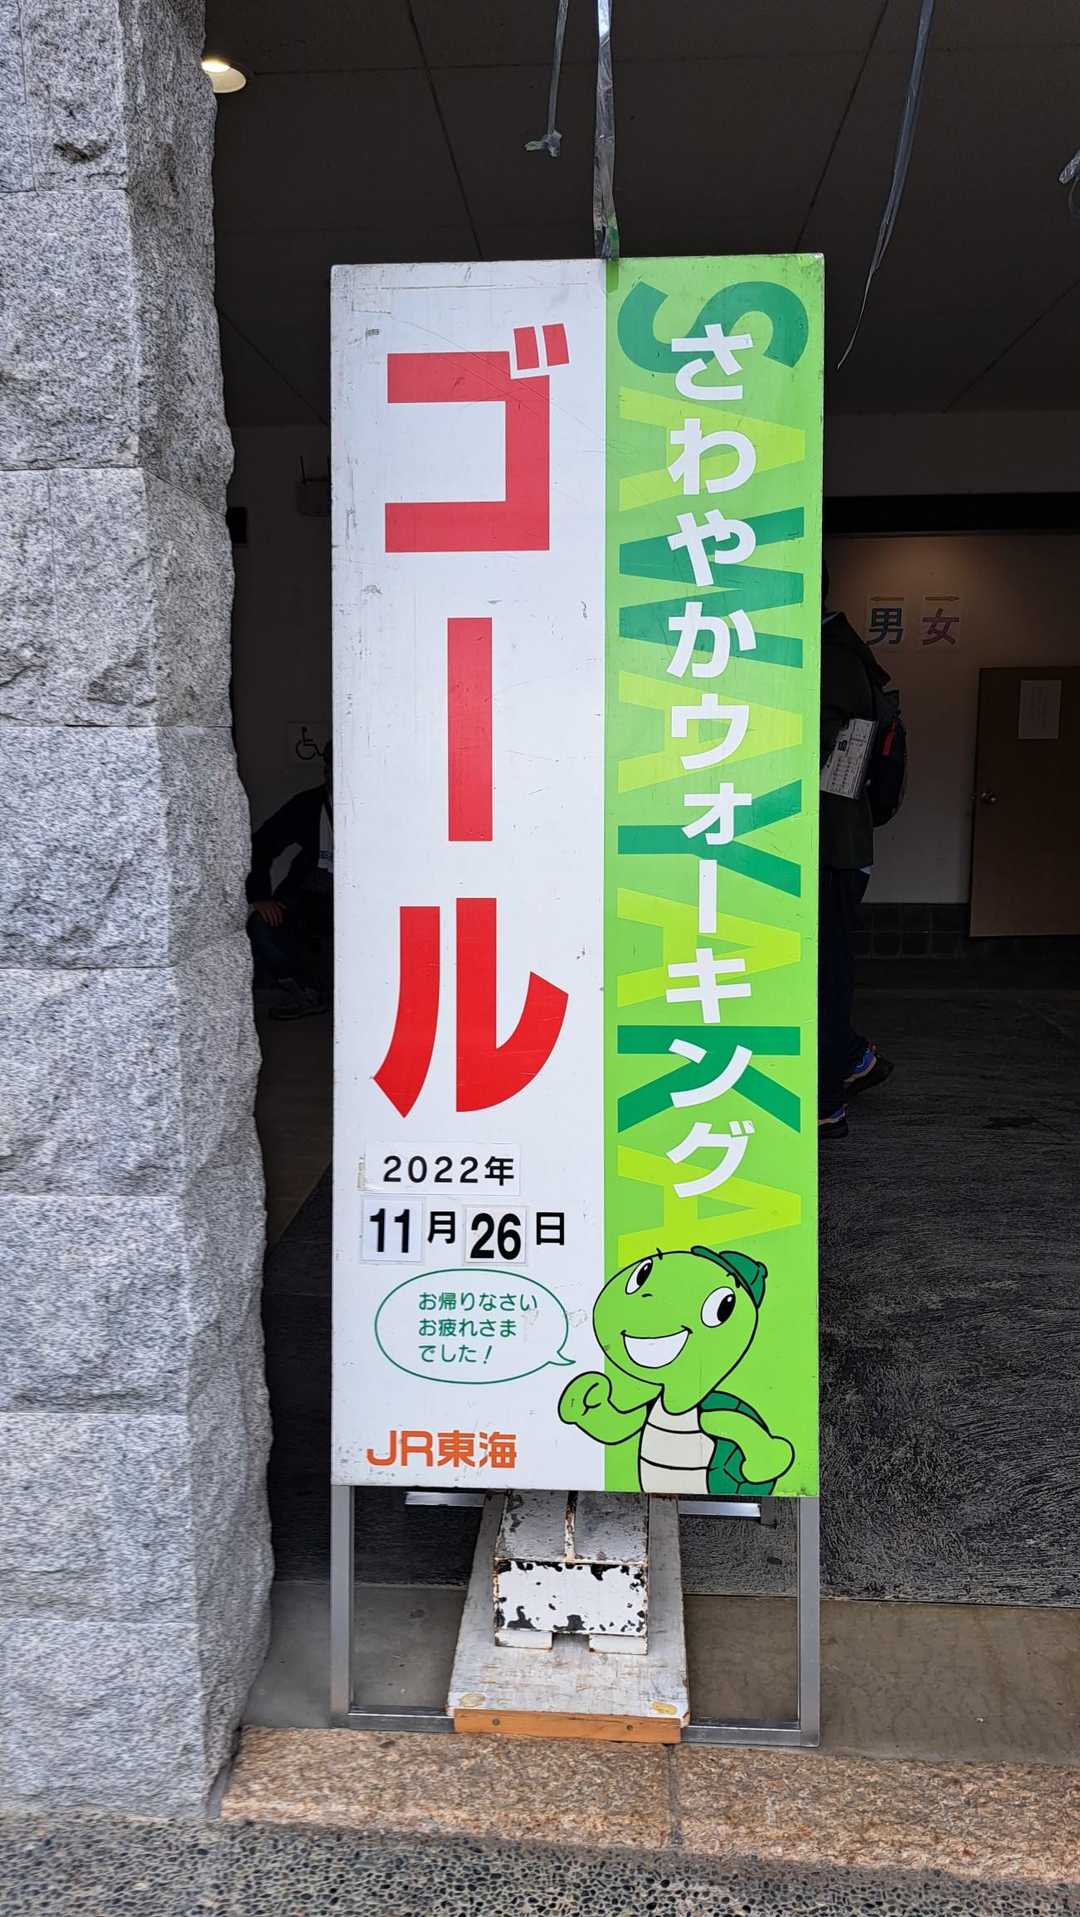 さわやかウォーキング
SAWAYAKA
ゴール
2022年
11月26日
お帰りなさい
お疲れさま
でした!
JR東海
男 女